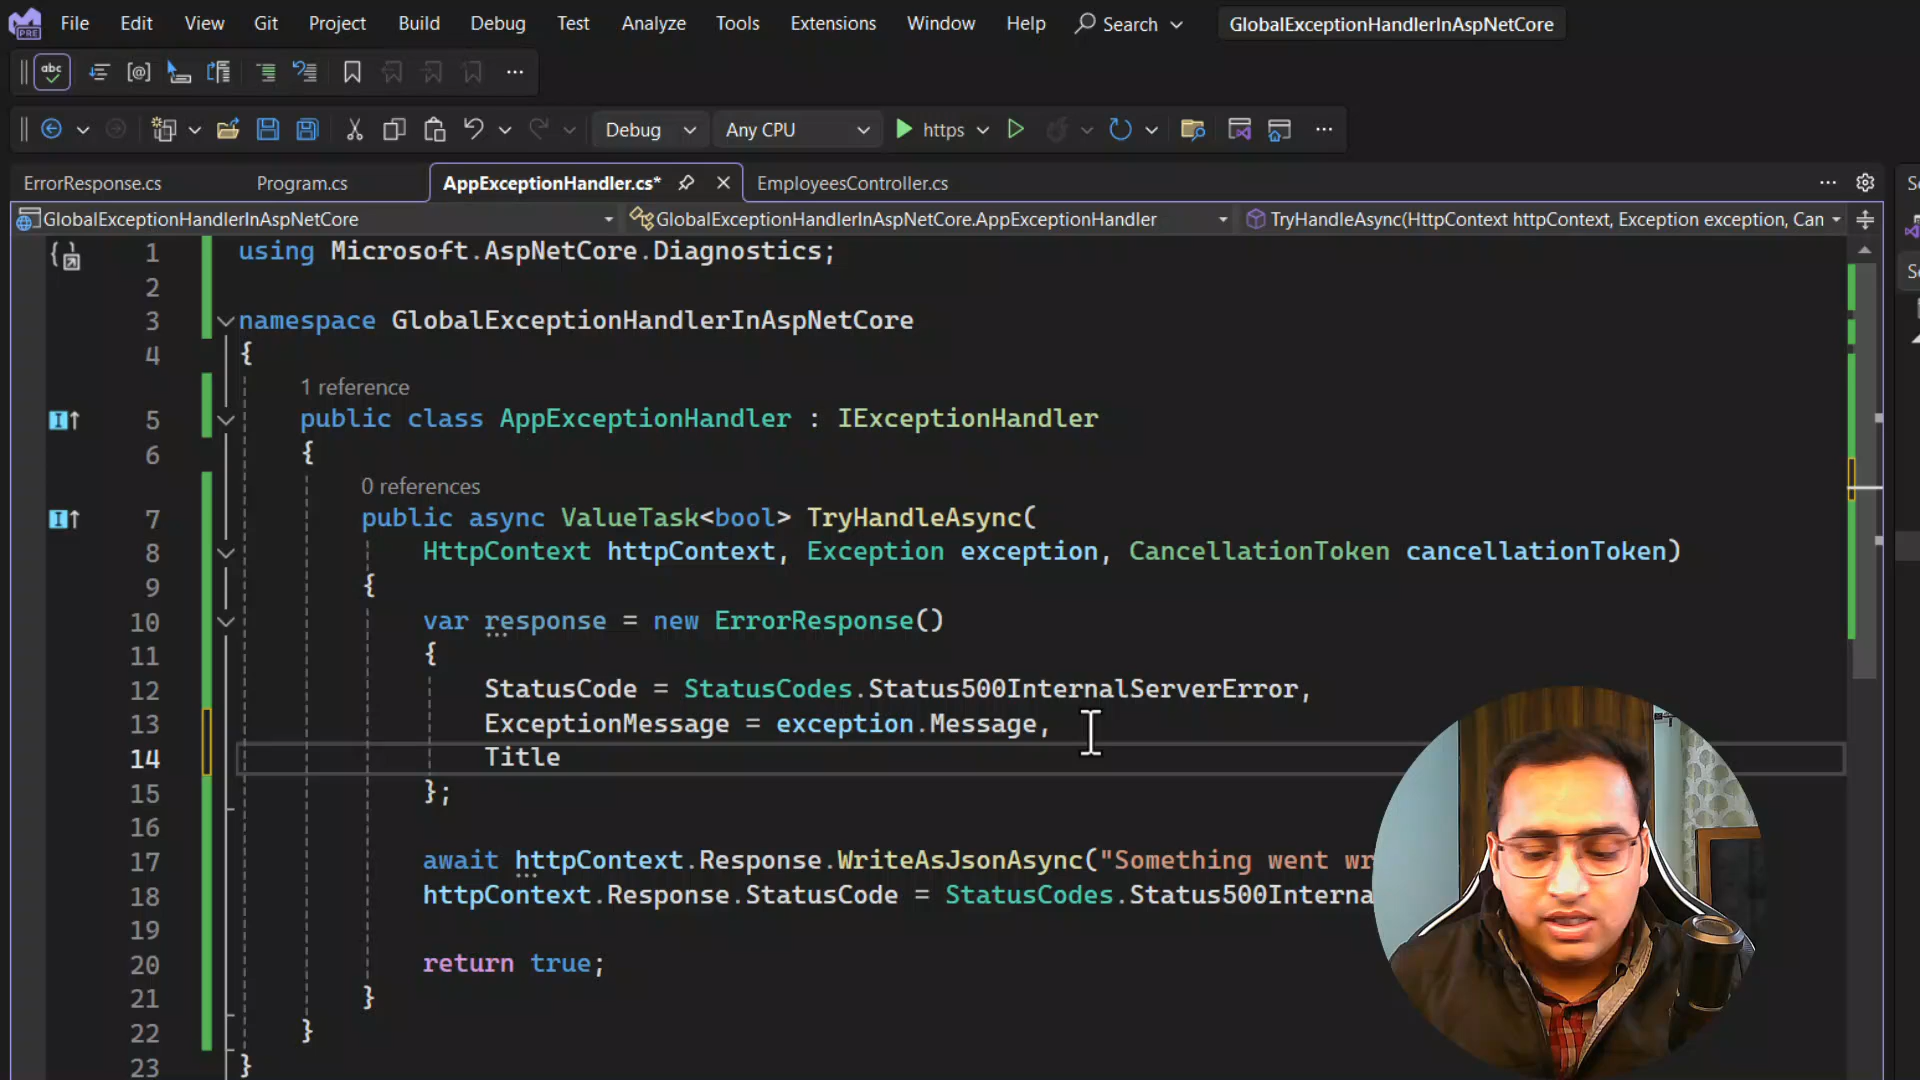 PRE File Edit View Git Project Build Debug Test Analyze Tools Extensions Window Help Search GlobalExceptionHandlerInAspNetCore
abc
Debug Any CPU https
ErrorResponse.cs Program.cs AppExceptionHandler.cs* EmployeesController.cs
GlobalExceptionHandlerInAspNetCore GlobalExceptionHandlerInAspNetCore.AppExceptionHandler TryHandleAsync(HttpContext httpContext, Exception exception, Can
1 using Microsoft.AspNetCore.Diagnostics;
2
3 namespace GlobalExceptionHandlerInAspNetCore
4 {
1 reference
5 public class AppExceptionHandler : IExceptionHandler
6 {
0 references
7 public async ValueTask<bool> TryHandleAsync(
8 HttpContext httpContext, Exception exception, CancellationToken cancellationToken)
9 {
10 var response = new ErrorResponse()
11 {
12 StatusCode = StatusCodes.Status500InternalServerError,
13 ExceptionMessage = exception.Message,
14 Title
15 };
16
17 await httpContext.Response.WriteAsJsonAsync("Something went wr
18 httpContext.Response.StatusCode = StatusCodes.Status500Interna
19
20 return true;
21 }
22 }
23 }